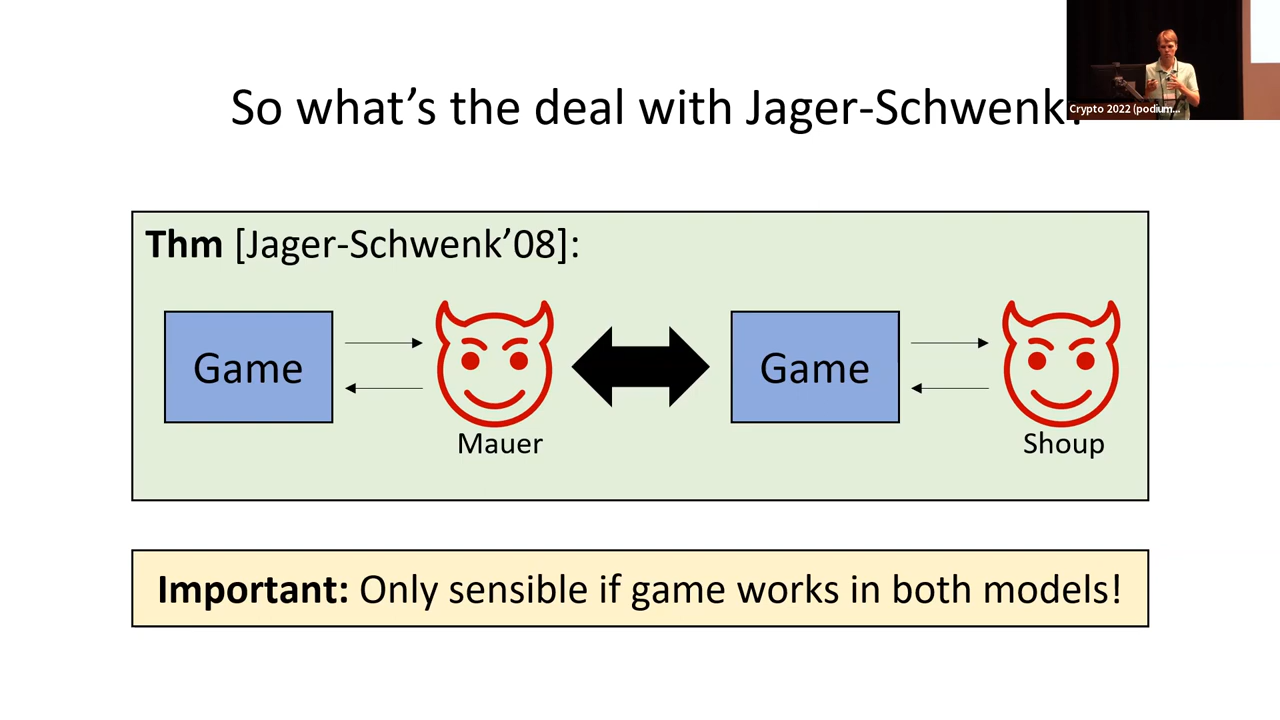 So what's the deal with Jager-Schwenk?
Crypto 2022 (podium...
Thm [Jager-Schwenk'08]:
Game
Game
Mauer
Shoup
Important: Only sensible if game works in both models!